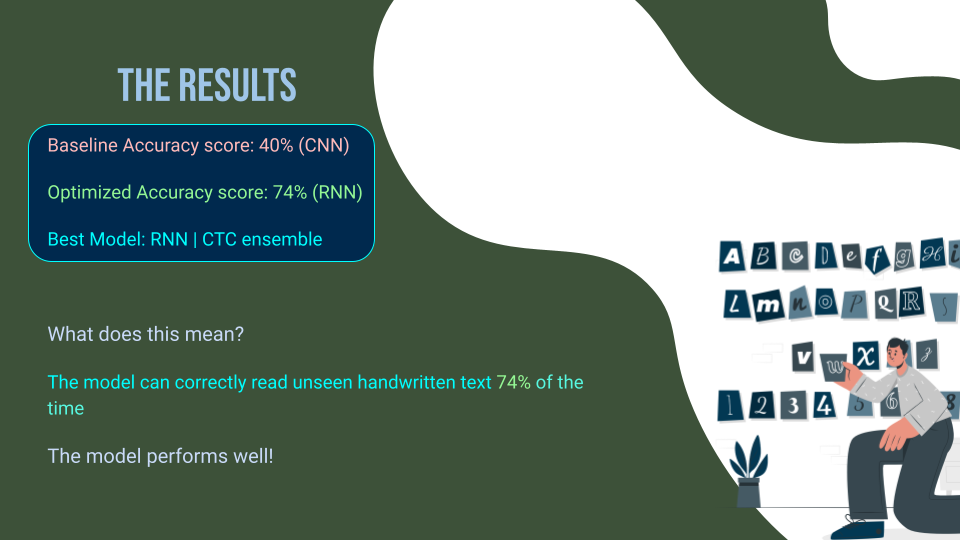 THE RESULTS
Baseline Accuracy score: 40% (CNN)
Optimized Accuracy score: 74% (RNN)
Best Model: RNN | CTC ensemble
What does this mean?
The model can correctly read unseen handwritten text 74% of the
time
The model performs well!
A B C D e f g H i
L m n O P Q R S
v w X z
1 2 3 4 5 6 8